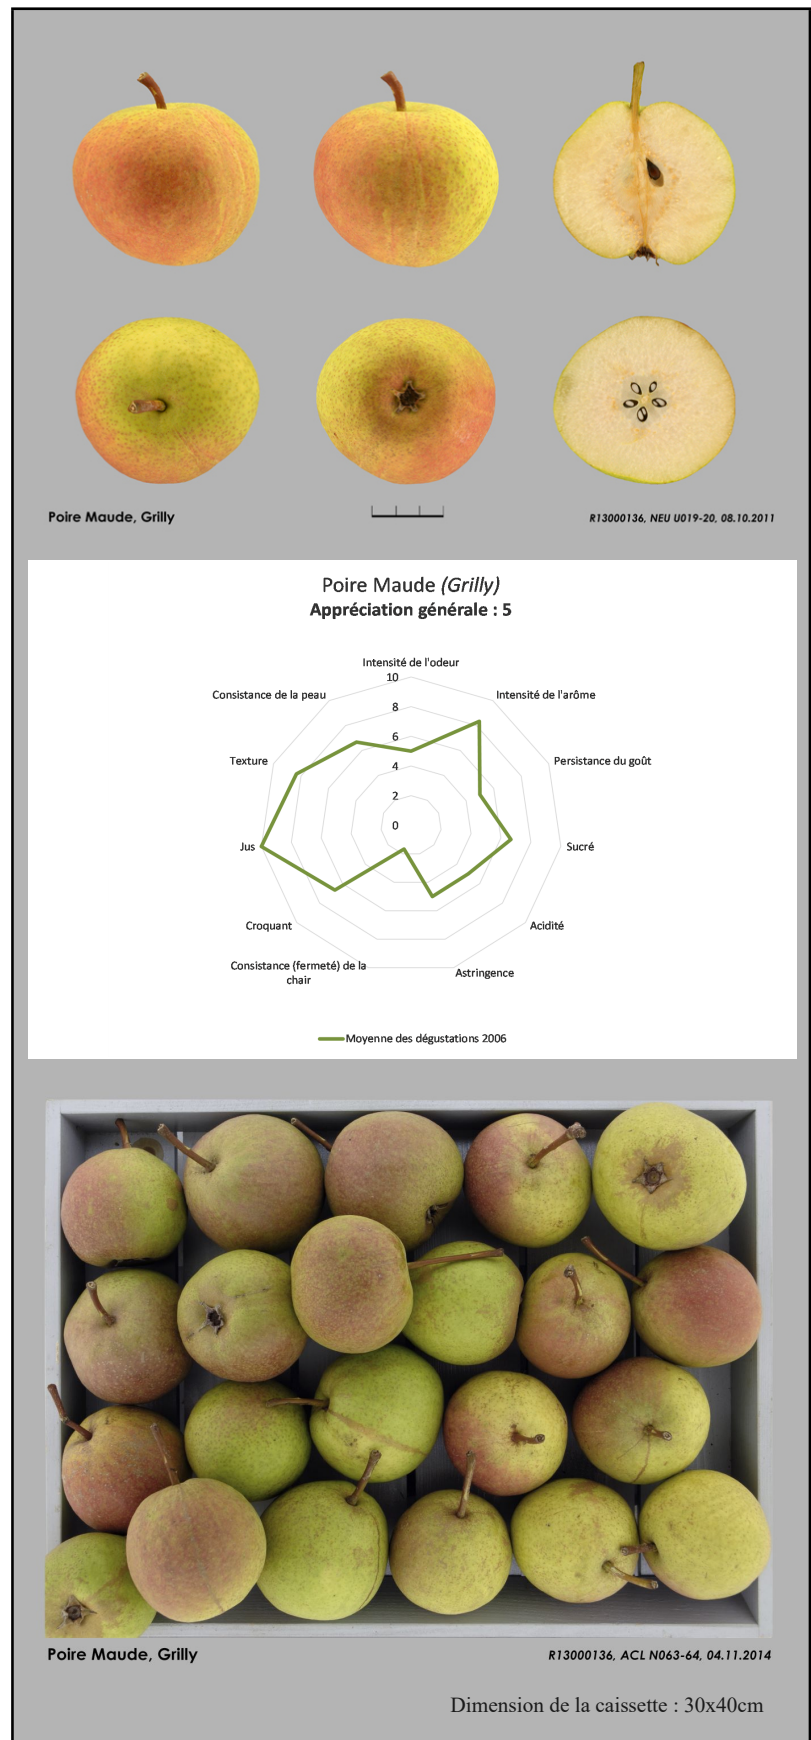 Poire Maude, Grilly
R13000136, NEU U019-20, 08.10.2011
Poire Maude (Grilly)
Appréciation générale : 5
Intensité de l'odeur
10
Intensité de l'arôme
Consistance de la peau
8
6
Texture
Persistance du goût
4
2
0
Jus
Sucré
Croquant
Acidité
Consistance (fermeté) de la
chair
Astringence
Moyenne des dégustations 2006
Poire Maude, Grilly
R13000136, ACL N063-64, 04.11.2014
Dimension de la caissette : 30x40cm